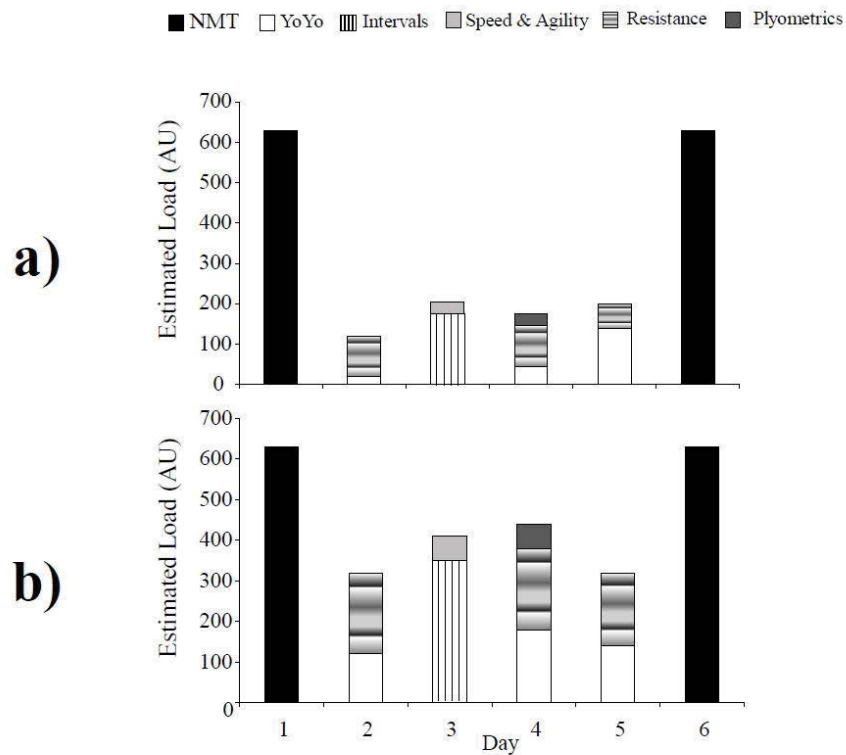 NMT YoYo Intervals Speed & Agility Resistance Plyometrics
a)
Estimated Load (AU)
700
600
500
400
300
200
100
0
b)
Estimated Load (AU)
700
600
500
400
300
200
100
0
1 2 3 4 5 6
Day